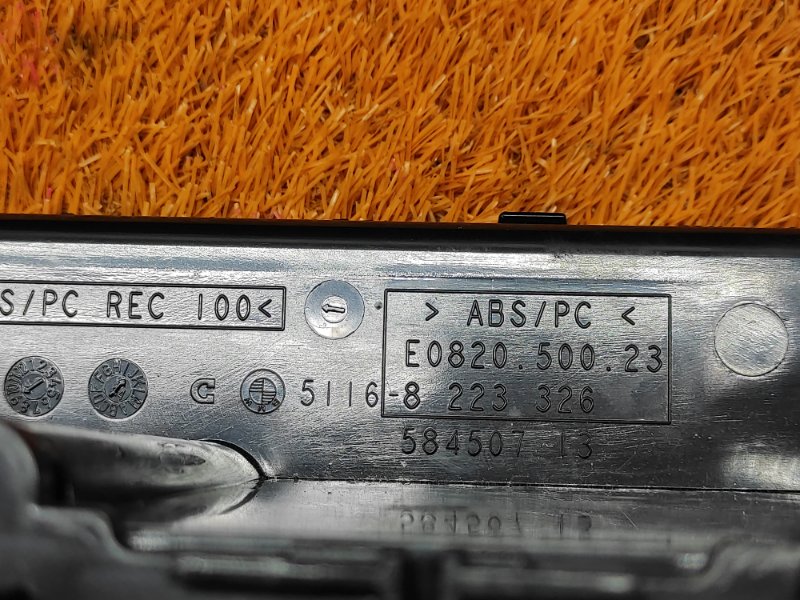 S/PC REC 100<
> ABS/PC <
E0820.500.23
G 5116-8 223 326
584507 13